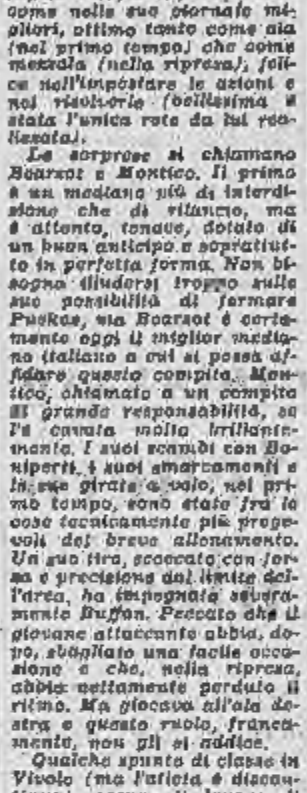 come nelle sue giornate mi-
gliori, ottimo tanto come ala
(nel primo tempo) che come
mezzala (nella ripresa), feli-
ce nell'impostare le azioni e
nel risolverle (bellissima è
stata l'unica rete da lui rea-
lizzata).
Le sorprese si chiamano
Bearzot e Montico. Il primo
è un mediano più di interdi-
zione che di rilancio, ma
è attento, tenace, dotato di
un buon anticipo e soprattut-
to in perfetta forma. Non bi-
sogna illudersi troppo sulle
sue possibilità di fermare
Puskas, ma Bearzot è certa-
mente oggi il miglior media-
no italiano a cui si possa af-
fidare questo compito. Mon-
tico, chiamato a un compito
di grande responsabilità, se
l'è cavata molto brillante-
mente. I suoi scambi con Bo-
niperti, i suoi smarcamenti e
le sue girate a volo, nel pri-
mo tempo, sono state fra le
cose tecnicamente più prege-
voli del breve allenamento.
Un suo tiro, scoccato con for-
za e precisione dal limite del-
l'area, ha impegnato severa-
mente Buffon. Peccato che il
giovane attaccante abbia, do-
po, sbagliato una facile occa-
sione e che, nella ripresa,
abbia nettamente perduto il
ritmo. Ma giocava all'ala de-
stra e questo ruolo, franca-
mente, non gli si addice.
Qualche spunto di classe in
Vivolo (ma l'atleta è discon-